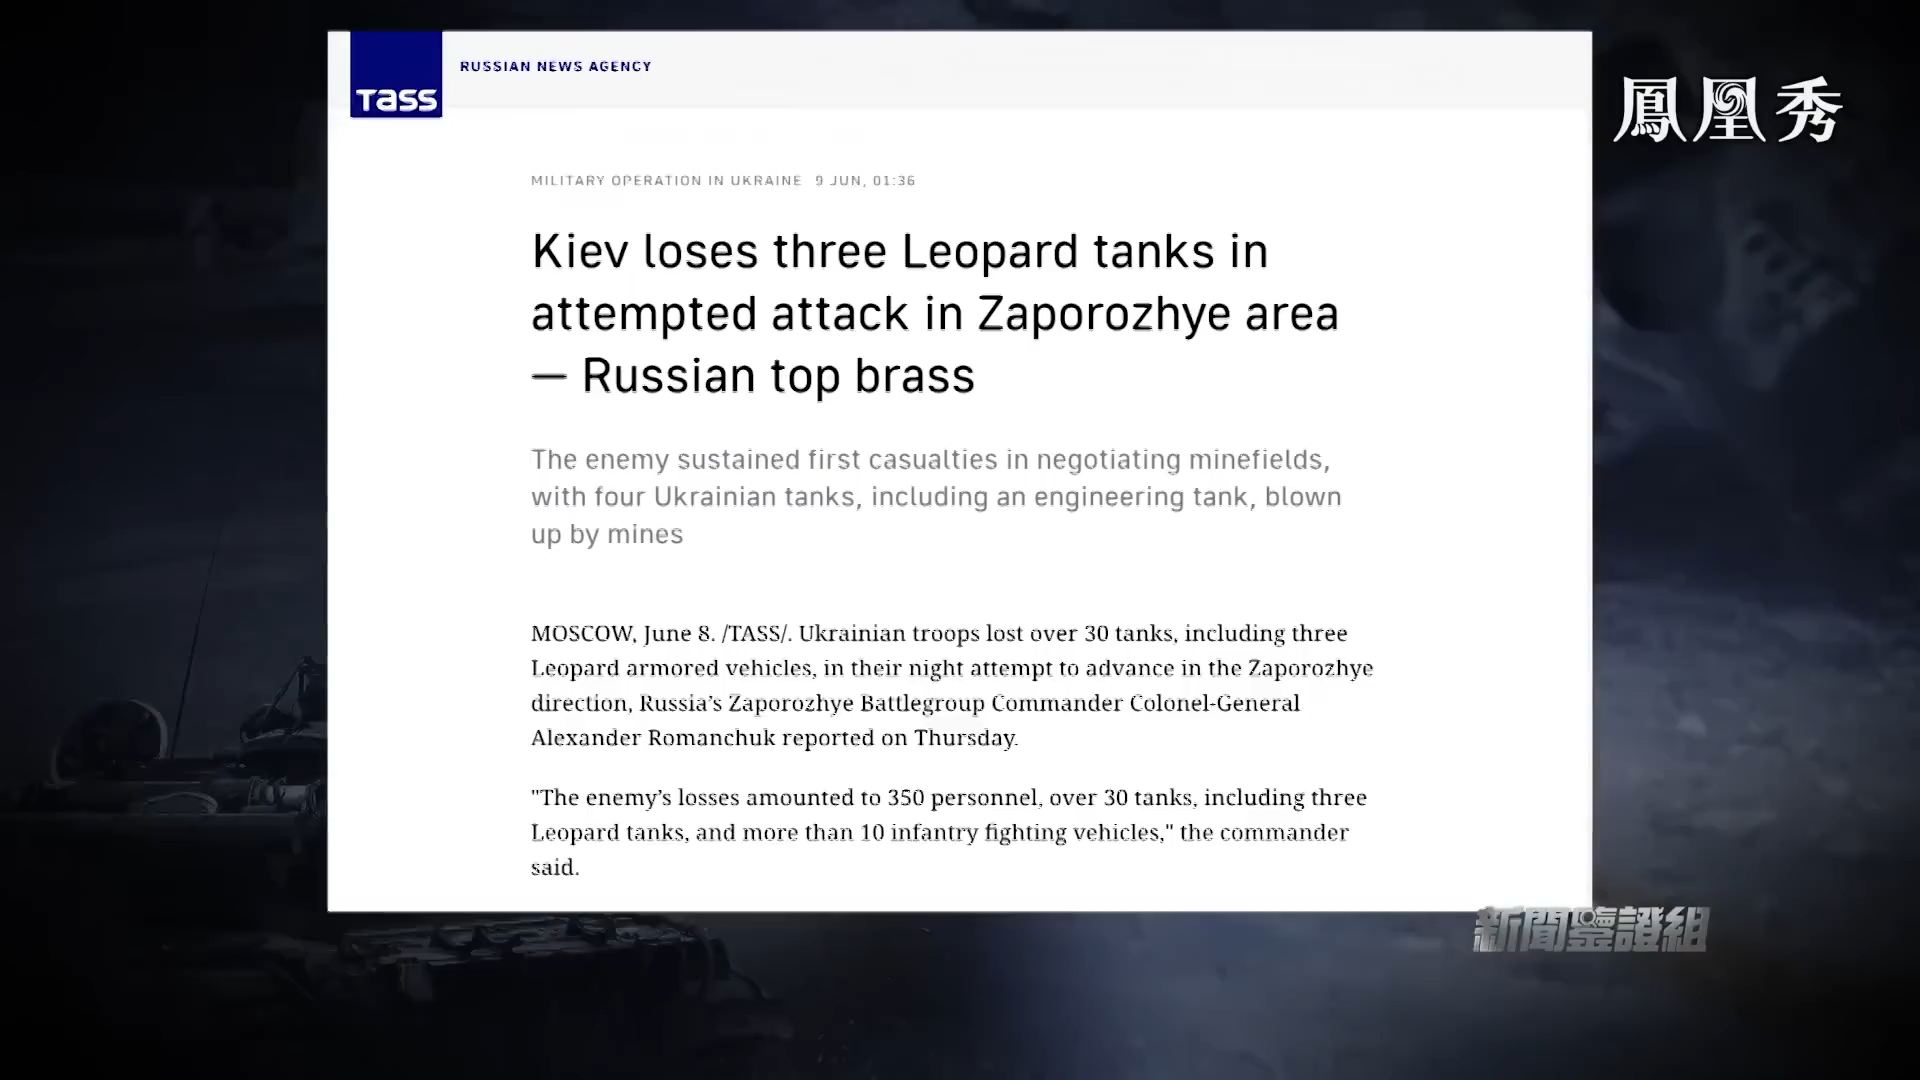 TASS
RUSSIAN NEWS AGENCY
鳳凰秀
MILITARY OPERATION IN UKRAINE 9 JUN, 01:36
Kiev loses three Leopard tanks in
attempted attack in Zaporozhye area
— Russian top brass
The enemy sustained first casualties in negotiating minefields,
with four Ukrainian tanks, including an engineering tank, blown
up by mines
MOSCOW, June 8. /TASS/. Ukrainian troops lost over 30 tanks, including three
Leopard armored vehicles, in their night attempt to advance in the Zaporozhye
direction, Russia’s Zaporozhye Battlegroup Commander Colonel-General
Alexander Romanchuk reported on Thursday.
"The enemy’s losses amounted to 350 personnel, over 30 tanks, including three
Leopard tanks, and more than 10 infantry fighting vehicles," the commander
said.
新聞鑒證組